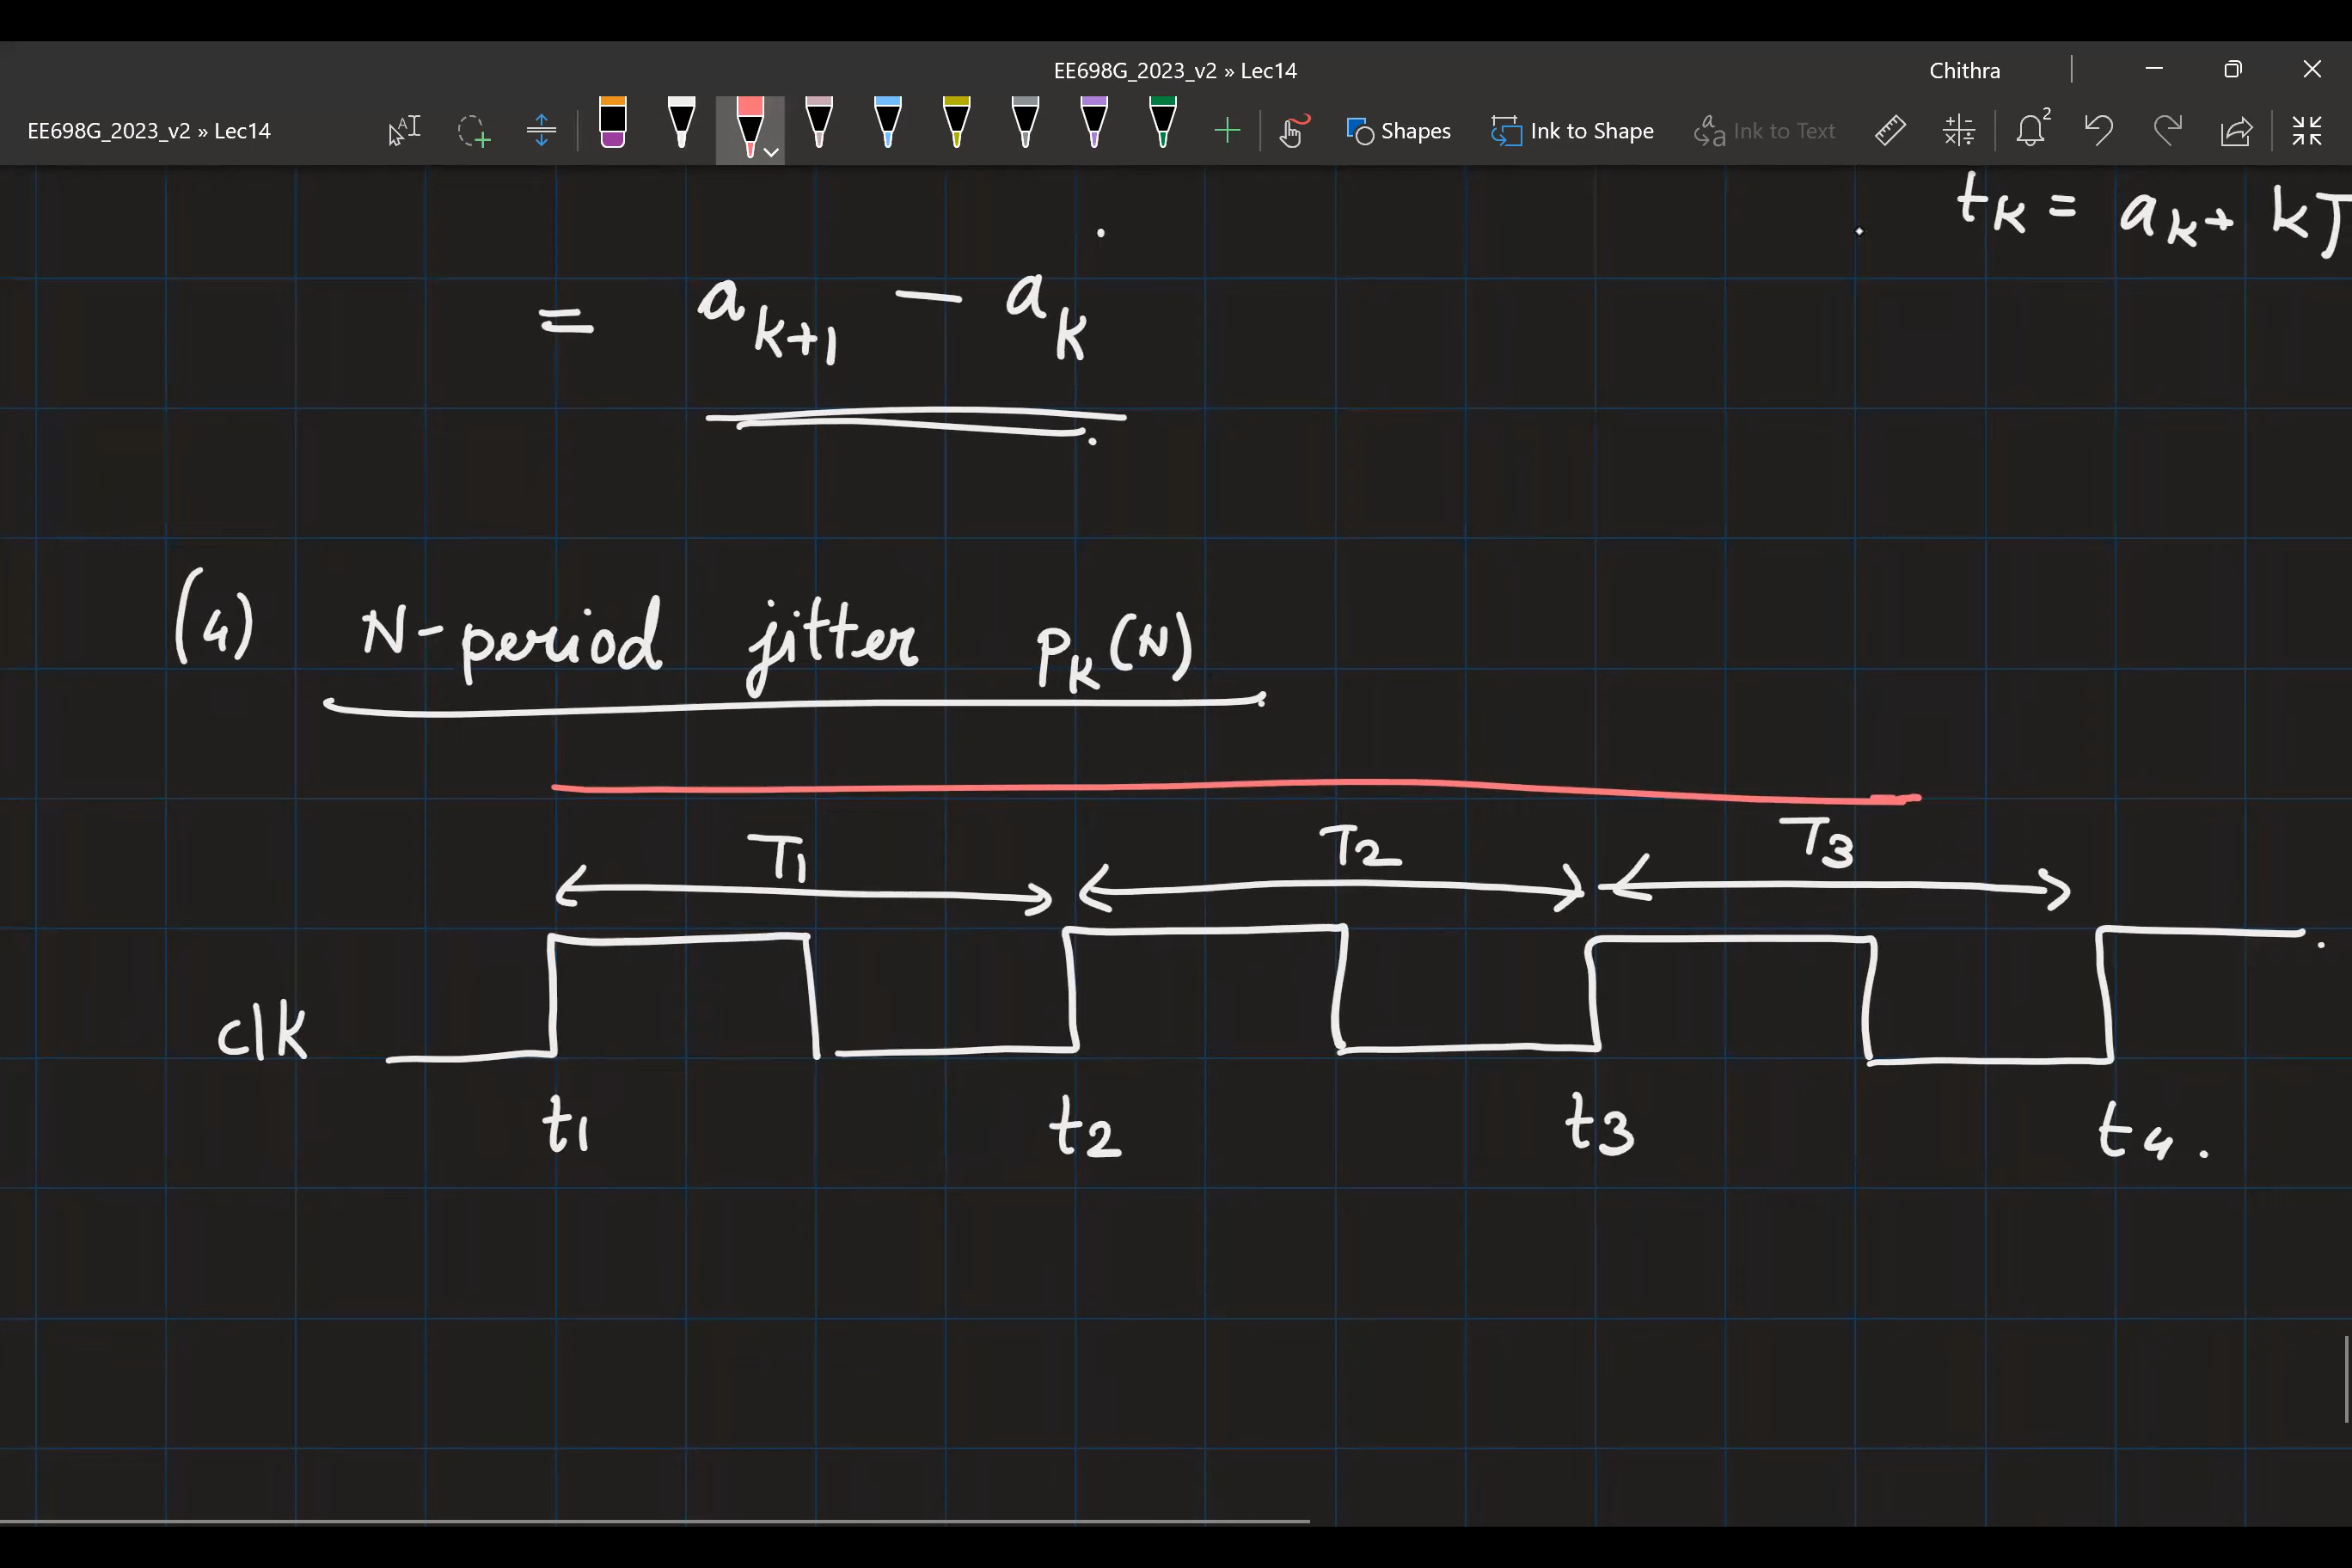 EE698G_2023_v2 » Lec14
Chithra
EE698G_2023_v2 » Lec14
Shapes
Ink to Shape
Ink to Text
2
tk = ak + kT
= ak+1 - ak
(4) N-period jitter Pk(N)
T1 T2 T3
clk
t1 t2 t3 t4.